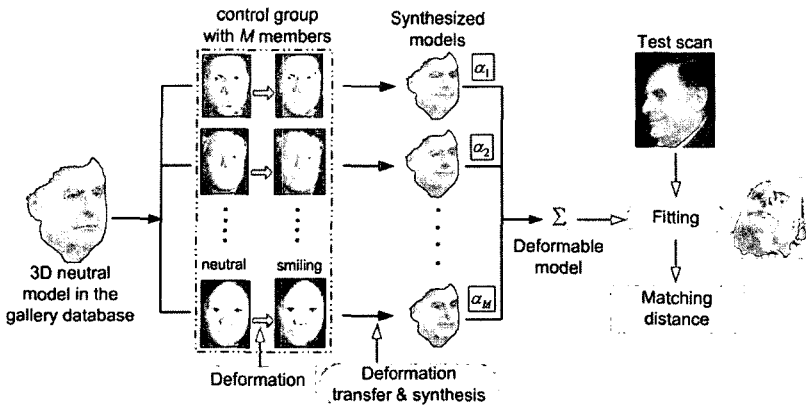 control group
with M members
Synthesized
models
Test scan
α1
α2
3D neutral
model in the
gallery database
neutral
smiling
Σ
Deformable
model
Fitting
αM
Matching
distance
Deformation
Deformation
transfer & synthesis